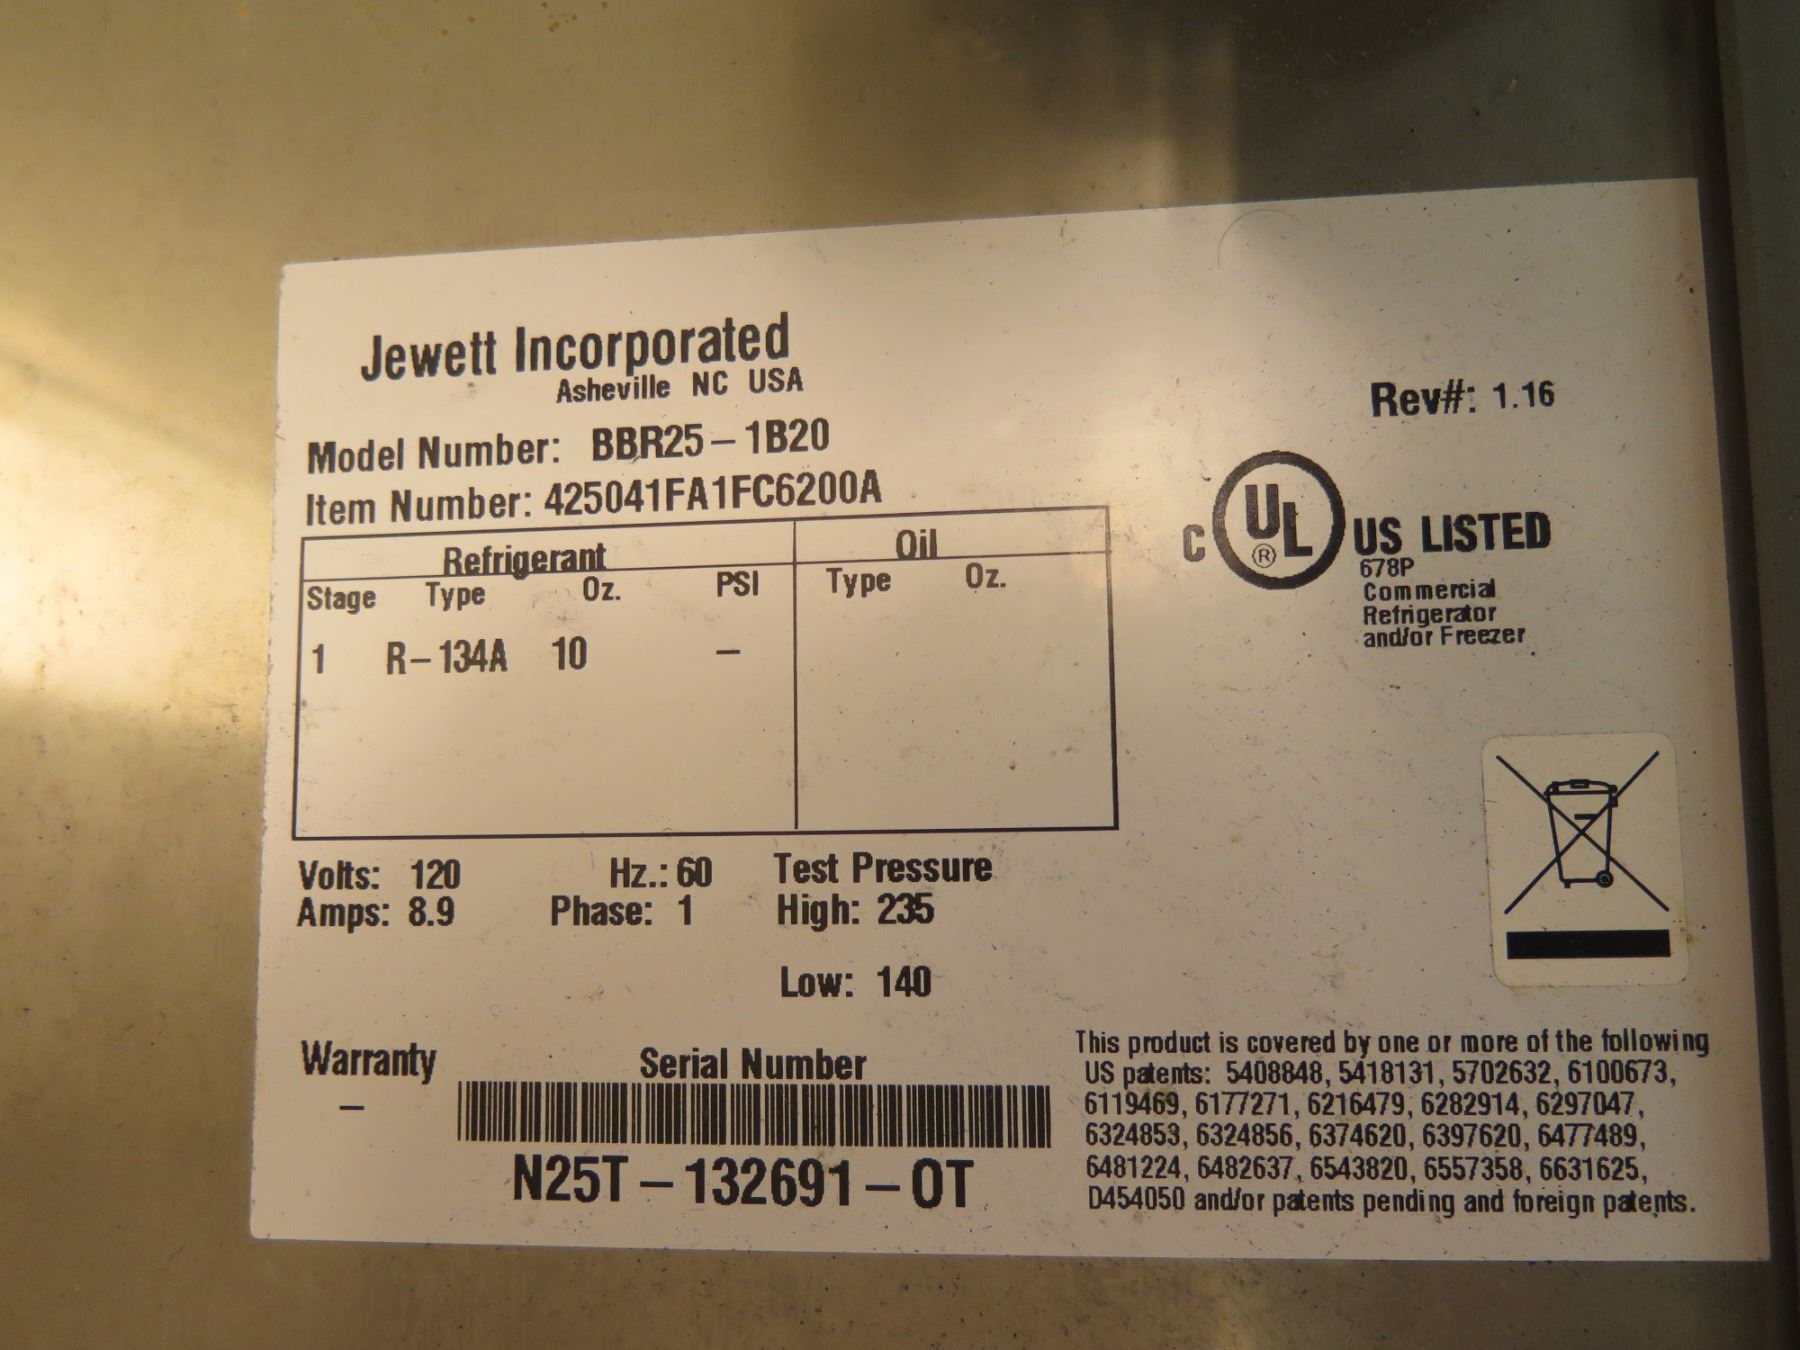 Jewett Incorporated
Asheville NC USA
Rev#: 1.16
Model Number: BBR25-1B20
Item Number: 425041FA1FC6200A
Refrigerant Oil
Stage Type Oz. PSI Type Oz.
1 R-134A 10 -
C UL ® US LISTED
678P
Commercial
Refrigerator
and/or Freezer
Volts: 120 Hz.: 60 Test Pressure
Amps: 8.9 Phase: 1 High: 235
Low: 140
Warranty Serial Number
-
N25T-132691-OT
This product is covered by one or more of the following
US patents: 5408848, 5418131, 5702632, 6100673,
6119469, 6177271, 6216479, 6282914, 6297047,
6324853, 6324856, 6374620, 6397620, 6477489,
6481224, 6482637, 6543820, 6557358, 6631625,
D454050 and/or patents pending and foreign patents.